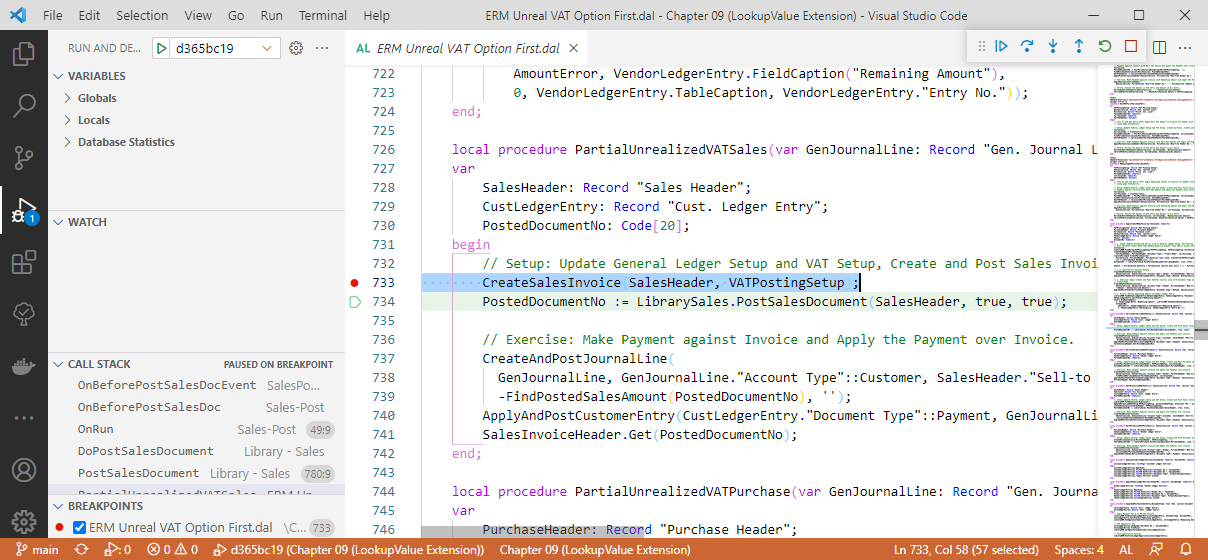 File Edit Selection View Go Run Terminal Help
ERM Unreal VAT Option First.dal - Chapter 09 (LookupValue Extension) - Visual Studio Code
RUN AND DE... d365bc19
VARIABLES
Globals
Locals
Database Statistics
WATCH
CALL STACK PAUSED ON BREAKPOINT
OnBeforePostSalesDocEvent SalesPo...
OnBeforePostSalesDoc Sales-Post
OnRun Sales-Post 49:9
DoPostSalesDocument Library - Sales
PostSalesDocument Library - Sales 780:9
BREAKPOINTS
ERM Unreal VAT Option First.dal \C... 733
1
AL ERM Unreal VAT Option First.dal
722 AmountError, VendorLedgerEntry.FieldCaption("Remaining Amount"),
723 0, VendorLedgerEntry.TableCaption, VendorLedgerEntry."Entry No."));
724 end;
725
726 local procedure PartialUnrealizedVATSales(var GenJournalLine: Record "Gen. Journal L
727 var
728 SalesHeader: Record "Sales Header";
729 CustLedgerEntry: Record "Cust. Ledger Entry";
730 PostedDocumentNo: Code[20];
731 begin
732 // Setup: Update General Ledger Setup and VAT Setup, Create and Post Sales Invoi
733 CreateSalesInvoice(SalesHeader, VATPostingSetup);
734 PostedDocumentNo := LibrarySales.PostSalesDocument(SalesHeader, true, true);
735
736 // Exercise: Make Payment against Invoice and Apply the Payment over Invoice.
737 CreateAndPostJournalLine(
738 GenJournalLine, GenJournalLine."Account Type"::Customer, SalesHeader."Sell-to
739 -FindPostedSalesAmount(PostedDocumentNo), '');
740 ApplyAndPostCustomerEntry(CustLedgerEntry."Document Type"::Payment, GenJournalLi
741 SalesInvoiceHeader.Get(PostedDocumentNo);
742 end;
743
744 local procedure PartialUnrealizedVATPurchase(var GenJournalLine: Record "Gen. Journa
745 var
746 PurchaseHeader: Record "Purchase Header";
main 0 0 0 d365bc19 (Chapter 09 (LookupValue Extension)) Chapter 09 (LookupValue Extension) Ln 733, Col 58 (57 selected) Spaces: 4 AL